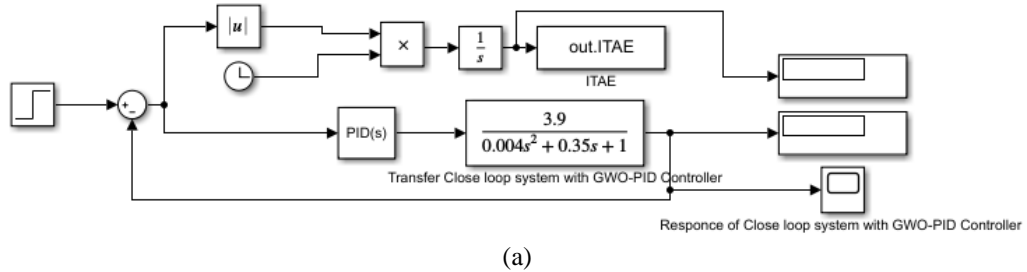 |u|
×
1
s
out.ITAE
ITAE
+
−
PID(s)
3.9
0.004s² + 0.35s + 1
Transfer Close loop system with GWO-PID Controller
Responce of Close loop system with GWO-PID Controller
(a)